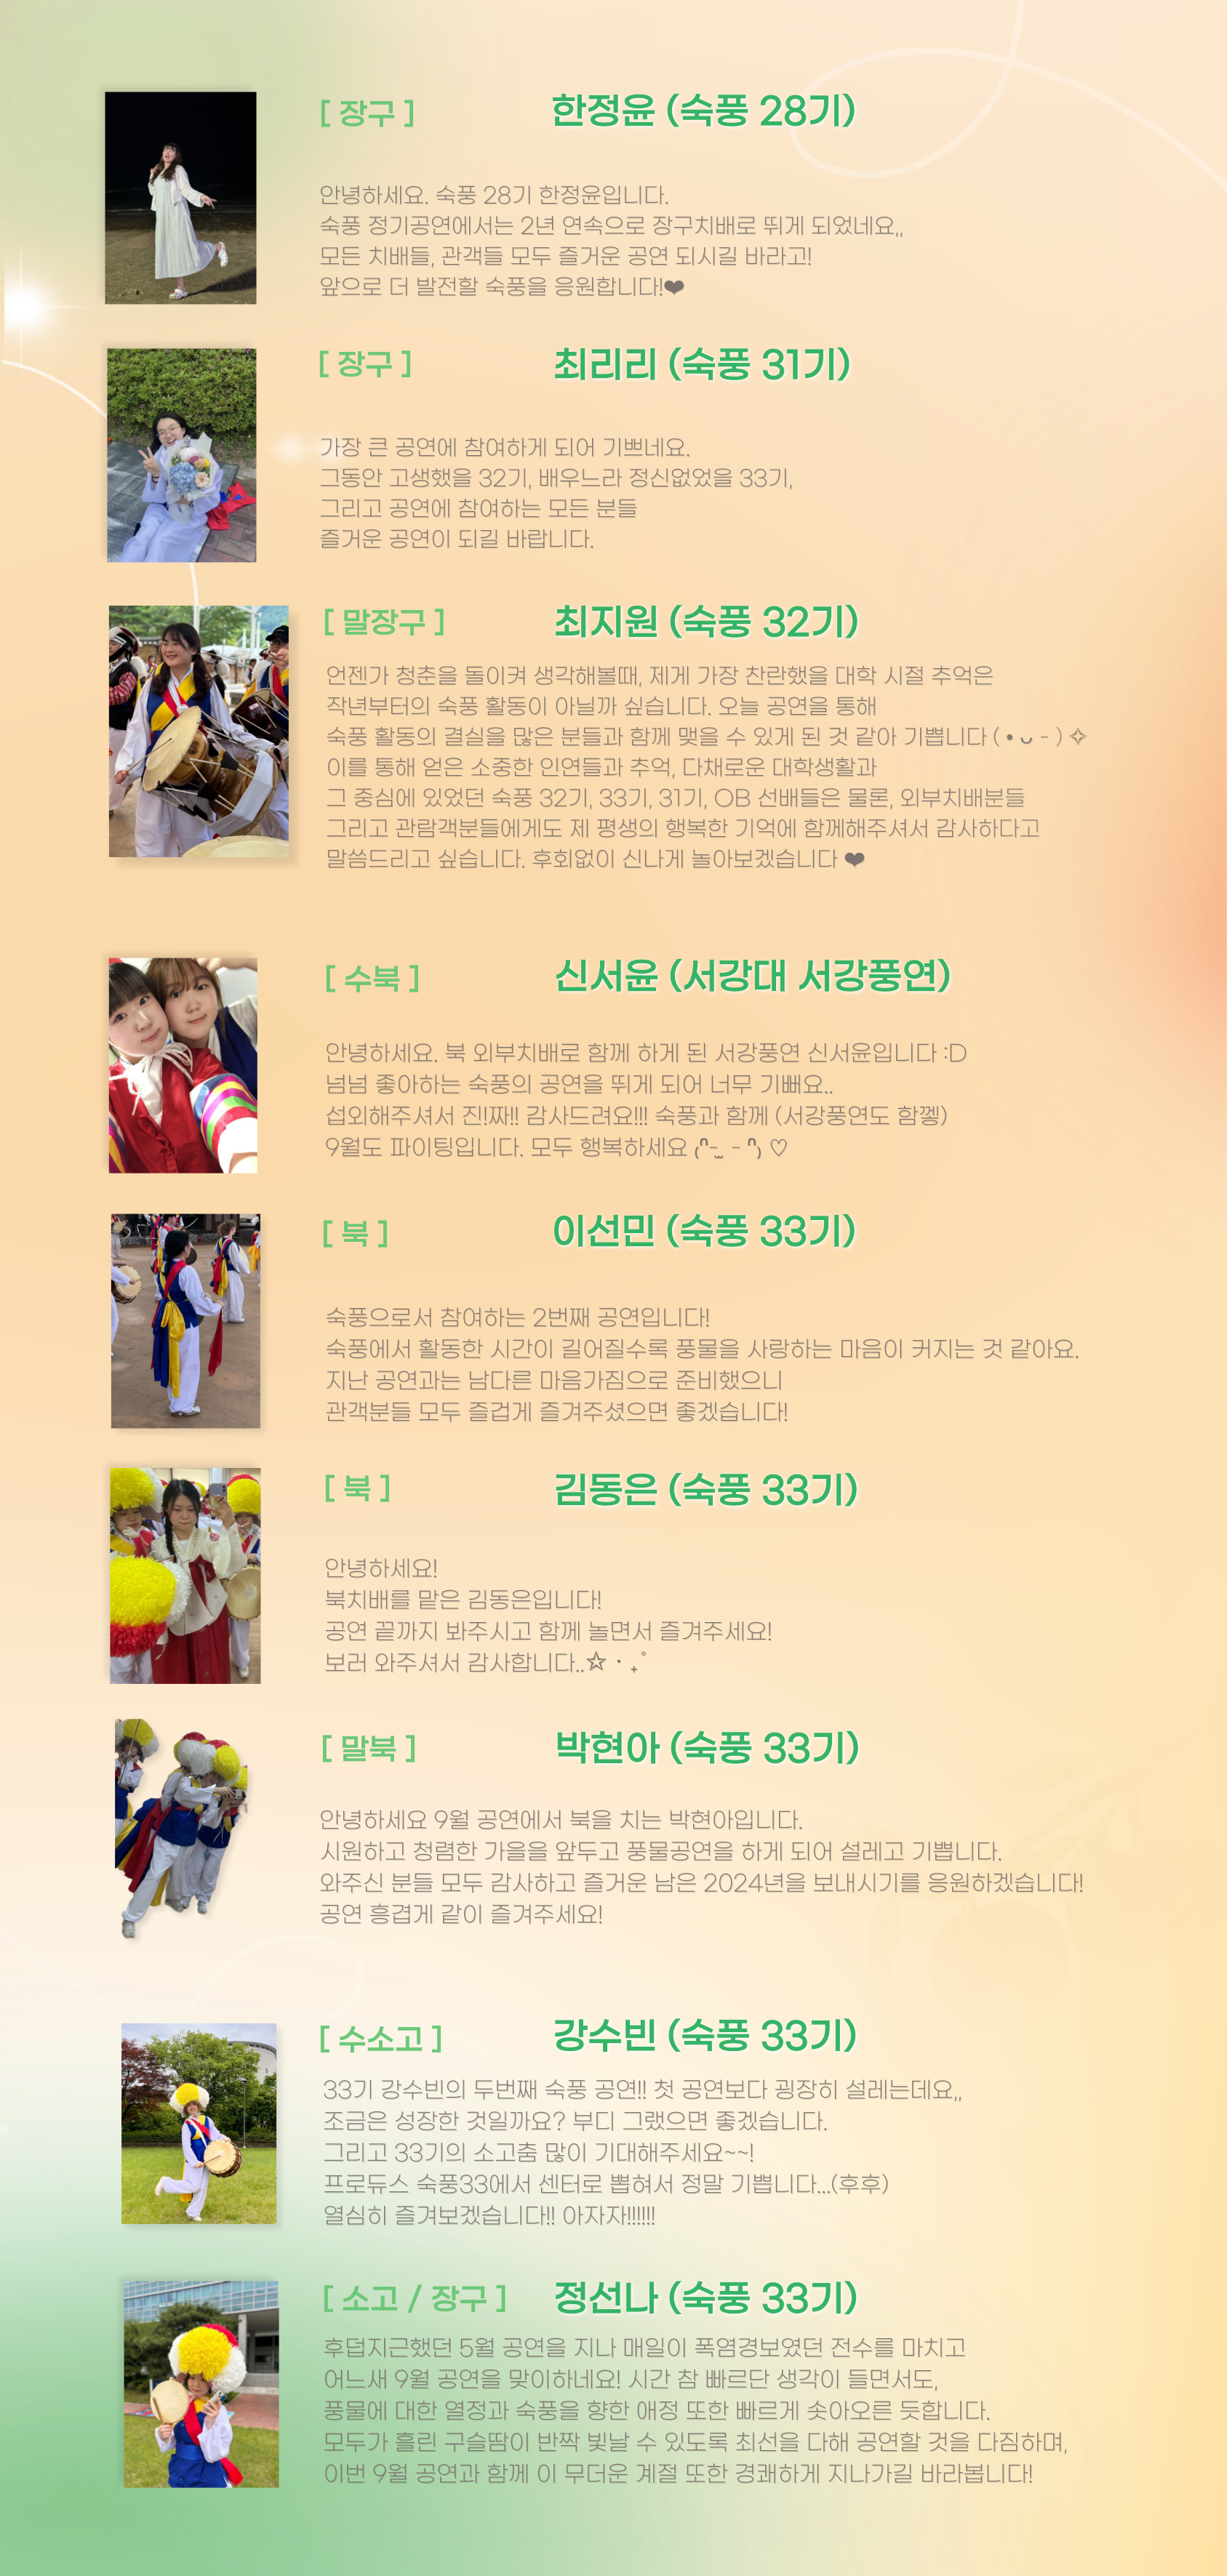 [ 장구 ] 한정윤 (숙풍 28기)
안녕하세요. 숙풍 28기 한정윤입니다.
숙풍 정기공연에서는 2년 연속으로 장구치배로 뛰게 되었네요,,
모든 치배들, 관객들 모두 즐거운 공연 되시길 바라고!
앞으로 더 발전할 숙풍을 응원합니다!❤
[ 장구 ] 최리리 (숙풍 31기)
가장 큰 공연에 참여하게 되어 기쁘네요.
그동안 고생했을 32기, 배우느라 정신없었을 33기,
그리고 공연에 참여하는 모든 분들
즐거운 공연이 되길 바랍니다.
[ 말장구 ] 최지원 (숙풍 32기)
언젠가 청춘을 돌이켜 생각해볼때, 제게 가장 찬란했을 대학 시절 추억은
작년부터의 숙풍 활동이 아닐까 싶습니다. 오늘 공연을 통해
숙풍 활동의 결실을 많은 분들과 함께 맺을 수 있게 된 것 같아 기쁩니다 ( • ᴗ - ) ✧
이를 통해 얻은 소중한 인연들과 추억, 다채로운 대학생활과
그 중심에 있었던 숙풍 32기, 33기, 31기, OB 선배들은 물론, 외부치배분들
그리고 관람객분들에게도 제 평생의 행복한 기억에 함께해주셔서 감사하다고
말씀드리고 싶습니다. 후회없이 신나게 놀아보겠습니다 ❤
[ 수북 ] 신서윤 (서강대 서강풍연)
안녕하세요. 북 외부치배로 함께 하게 된 서강풍연 신서윤입니다 :D
넘넘 좋아하는 숙풍의 공연을 뛰게 되어 너무 기뻐요..
섭외해주셔서 진!짜!! 감사드려요!!! 숙풍과 함께 (서강풍연도 함껳)
9월도 파이팅입니다. 모두 행복하세요 ₍ᐢ-̫ -ᐢ₎ ♡
[ 북 ] 이선민 (숙풍 33기)
숙풍으로서 참여하는 2번째 공연입니다!
숙풍에서 활동한 시간이 길어질수록 풍물을 사랑하는 마음이 커지는 것 같아요.
지난 공연과는 남다른 마음가짐으로 준비했으니
관객분들 모두 즐겁게 즐겨주셨으면 좋겠습니다!
[ 북 ] 김동은 (숙풍 33기)
안녕하세요!
북치배를 맡은 김동은입니다!
공연 끝까지 봐주시고 함께 놀면서 즐겨주세요!
보러 와주셔서 감사합니다..☆・₊˚
[ 말북 ] 박현아 (숙풍 33기)
안녕하세요 9월 공연에서 북을 치는 박현아입니다.
시원하고 청렴한 가을을 앞두고 풍물공연을 하게 되어 설레고 기쁩니다.
와주신 분들 모두 감사하고 즐거운 남은 2024년을 보내시기를 응원하겠습니다!
공연 흥겹게 같이 즐겨주세요!
[ 수소고 ] 강수빈 (숙풍 33기)
33기 강수빈의 두번째 숙풍 공연!! 첫 공연보다 굉장히 설레는데요,,
조금은 성장한 것일까요? 부디 그랬으면 좋겠습니다.
그리고 33기의 소고춤 많이 기대해주세요~~!
프로듀스 숙풍33에서 센터로 뽑혀서 정말 기쁩니다...(후후)
열심히 즐겨보겠습니다!! 아자자!!!!!!
[ 소고 / 장구 ] 정선나 (숙풍 33기)
후덥지근했던 5월 공연을 지나 매일이 폭염경보였던 전수를 마치고
어느새 9월 공연을 맞이하네요! 시간 참 빠르단 생각이 들면서도,
풍물에 대한 열정과 숙풍을 향한 애정 또한 빠르게 솟아오른 듯합니다.
모두가 흘린 구슬땀이 반짝 빛날 수 있도록 최선을 다해 공연할 것을 다짐하며,
이번 9월 공연과 함께 이 무더운 계절 또한 경쾌하게 지나가길 바라봅니다!